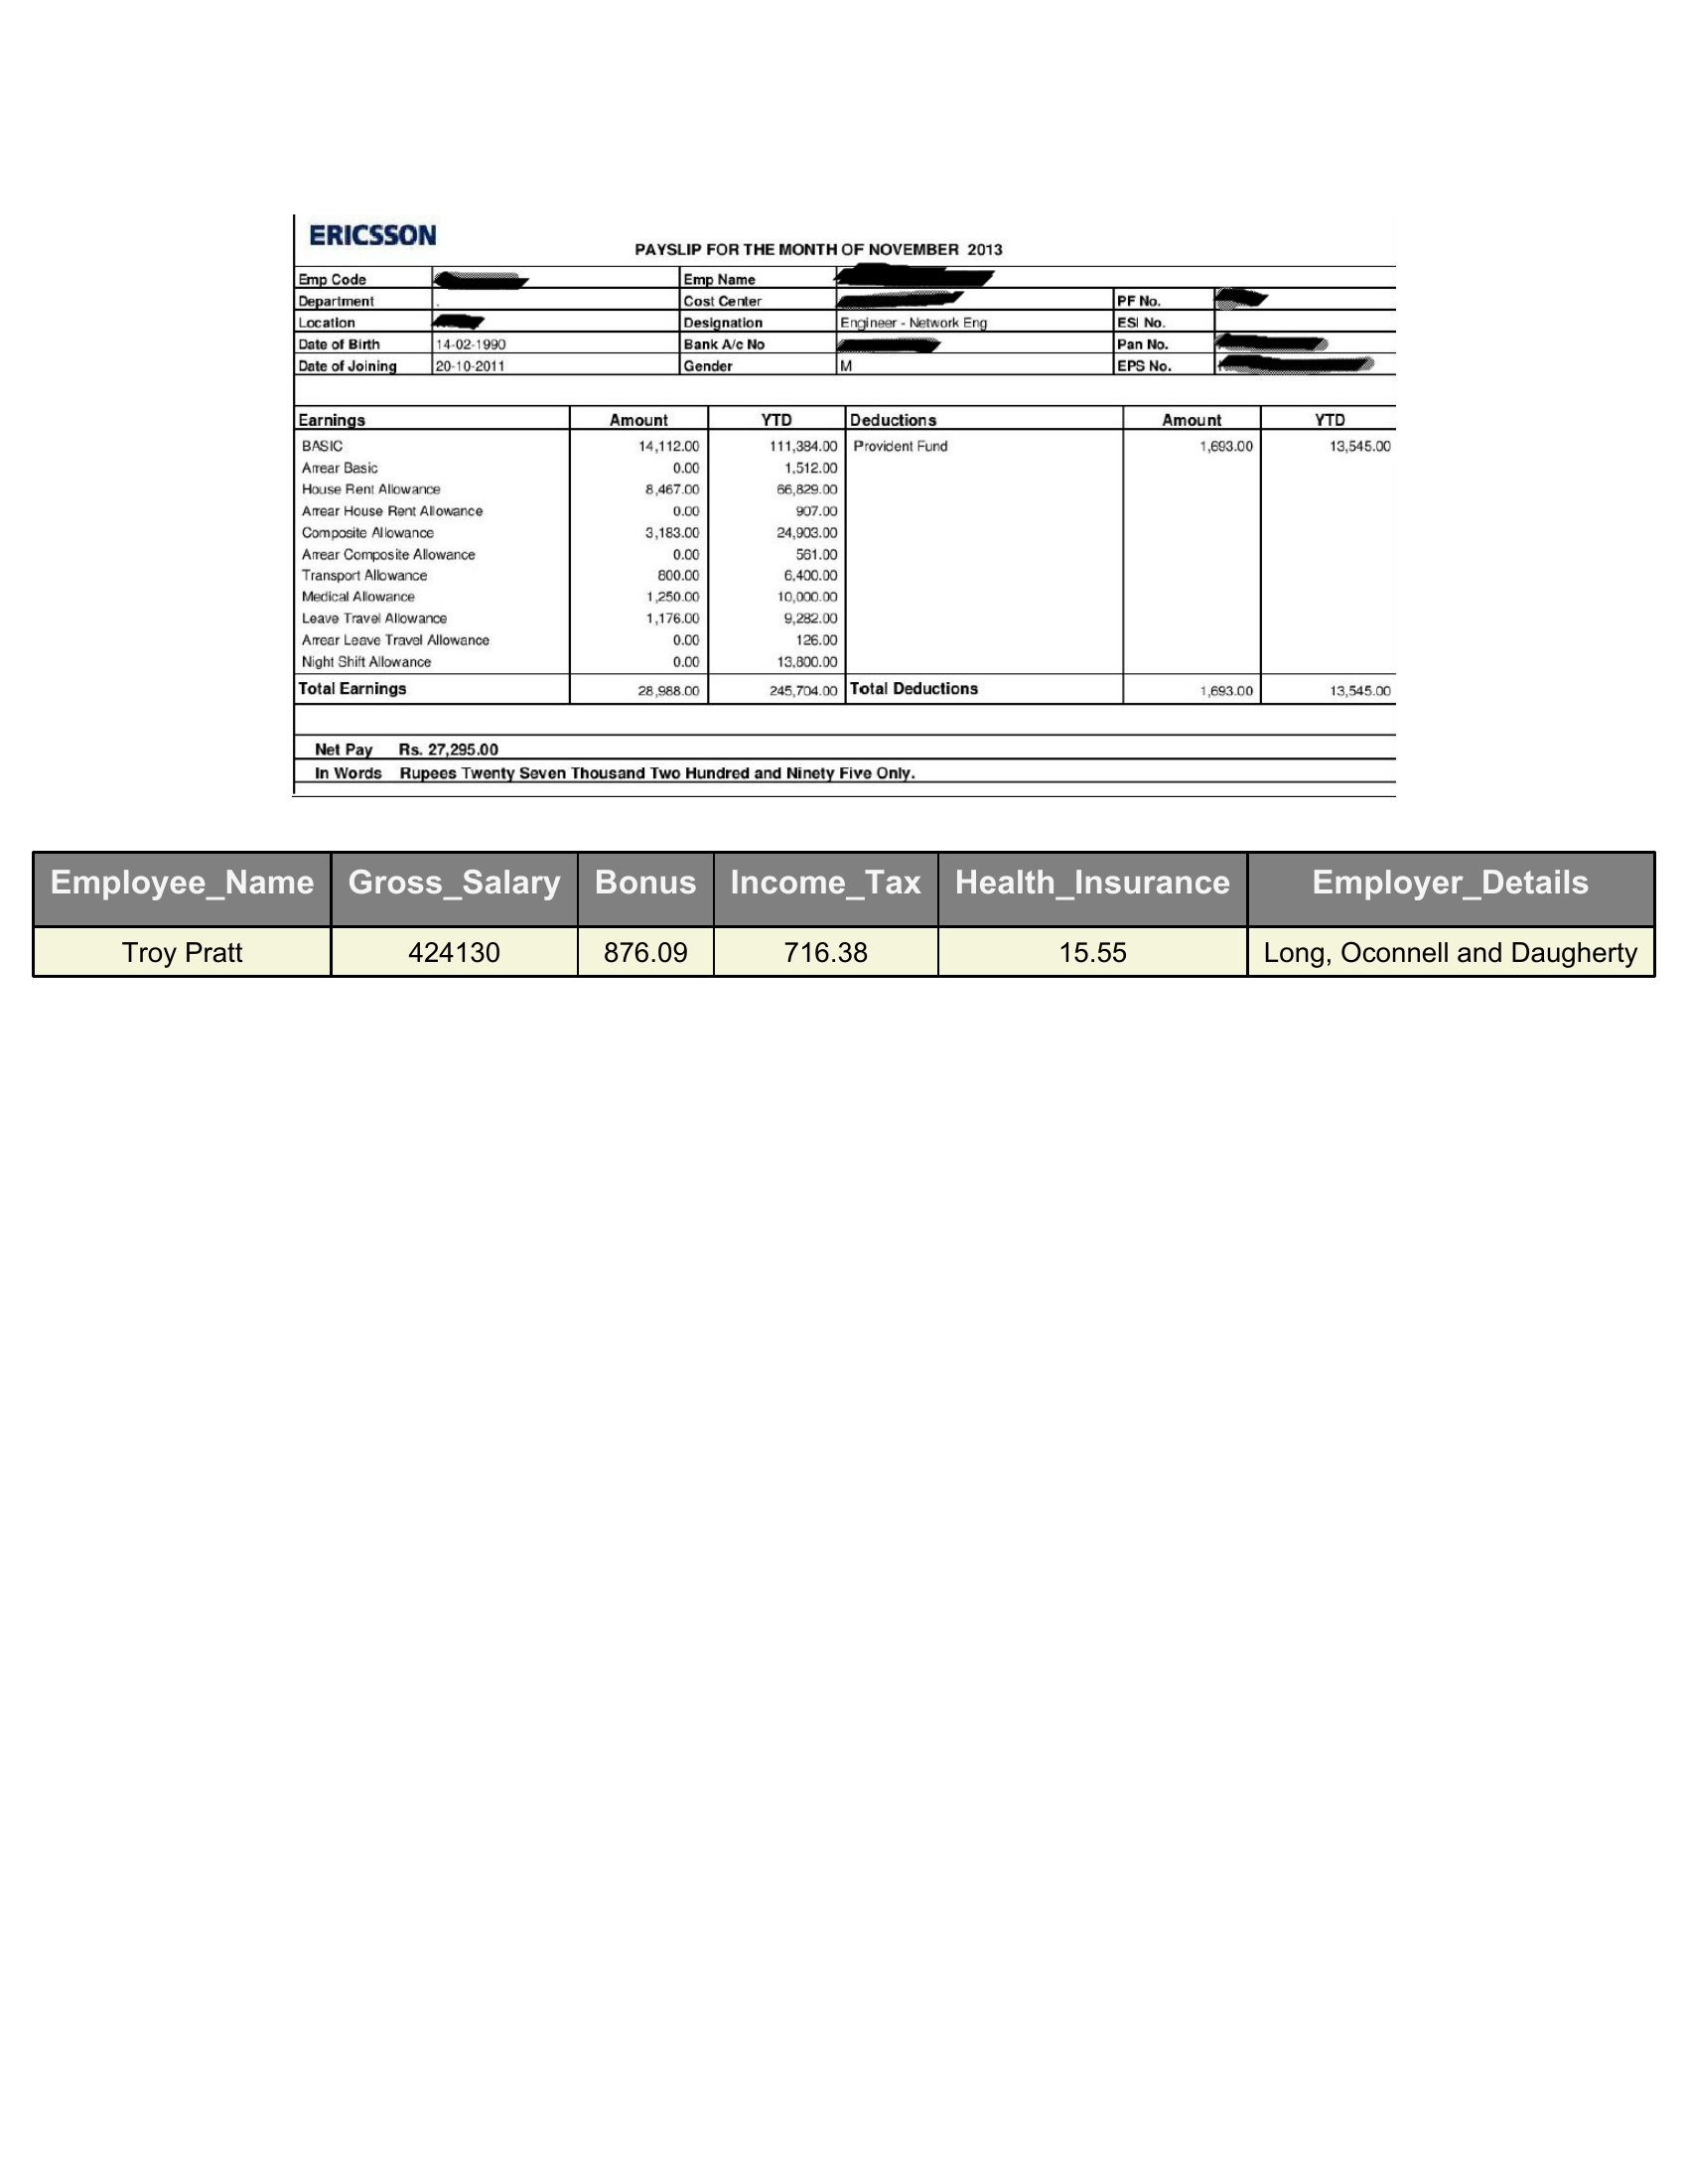 ERICSSON
PAYSLIP FOR THE MONTH OF NOVEMBER 2013
Emp Code Emp Name
Department . Cost Center PF No.
Location Designation Engineer - Network Eng ESI No.
Date of Birth 14-02-1990 Bank A/c No Pan No.
Date of Joining 20-10-2011 Gender M EPS No.
Earnings Amount YTD Deductions Amount YTD
BASIC 14,112.00 111,384.00 Provident Fund 1,693.00 13,545.00
Arrear Basic 0.00 1,512.00
House Rent Allowance 8,467.00 66,829.00
Arrear House Rent Allowance 0.00 907.00
Composite Allowance 3,183.00 24,903.00
Arrear Composite Allowance 0.00 561.00
Transport Allowance 800.00 6,400.00
Medical Allowance 1,250.00 10,000.00
Leave Travel Allowance 1,176.00 9,282.00
Arrear Leave Travel Allowance 0.00 126.00
Night Shift Allowance 0.00 13,800.00
Total Earnings 28,988.00 245,704.00 Total Deductions 1,693.00 13,545.00
Net Pay Rs. 27,295.00
In Words Rupees Twenty Seven Thousand Two Hundred and Ninety Five Only.
Employee_Name Gross_Salary Bonus Income_Tax Health_Insurance Employer_Details
Troy Pratt 424130 876.09 716.38 15.55 Long, Oconnell and Daugherty